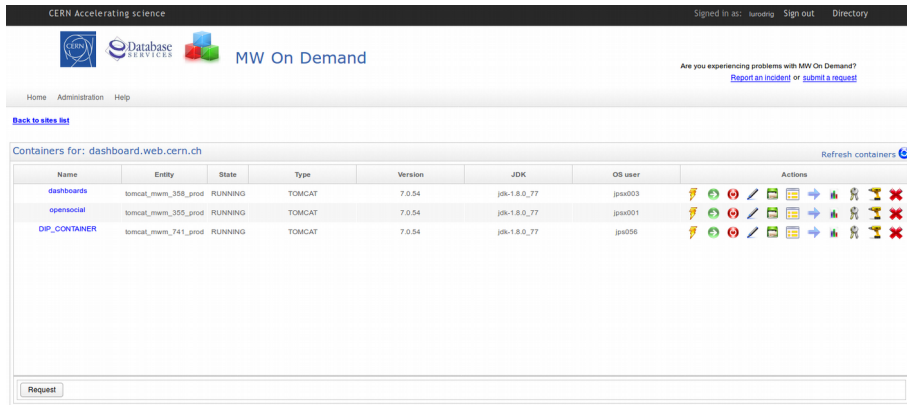 CERN Accelerating science
Signed in as: lurodrig Sign out Directory
CERN
Database
SERVICES
MW On Demand
Are you experiencing problems with MW On Demand?
Report an incident or submit a request
Home Administration Help
Back to sites list
Containers for: dashboard.web.cern.ch
Refresh containers
Name Entity State Type Version JDK OS user Actions
dashboards tomcat_mwm_358_prod RUNNING TOMCAT 7.0.54 jdk-1.8.0_77 jpsx003
opensocial tomcat_mwm_355_prod RUNNING TOMCAT 7.0.54 jdk-1.8.0_77 jpsx001
DIP_CONTAINER tomcat_mwm_741_prod RUNNING TOMCAT 7.0.54 jdk-1.8.0_77 jps056
Request